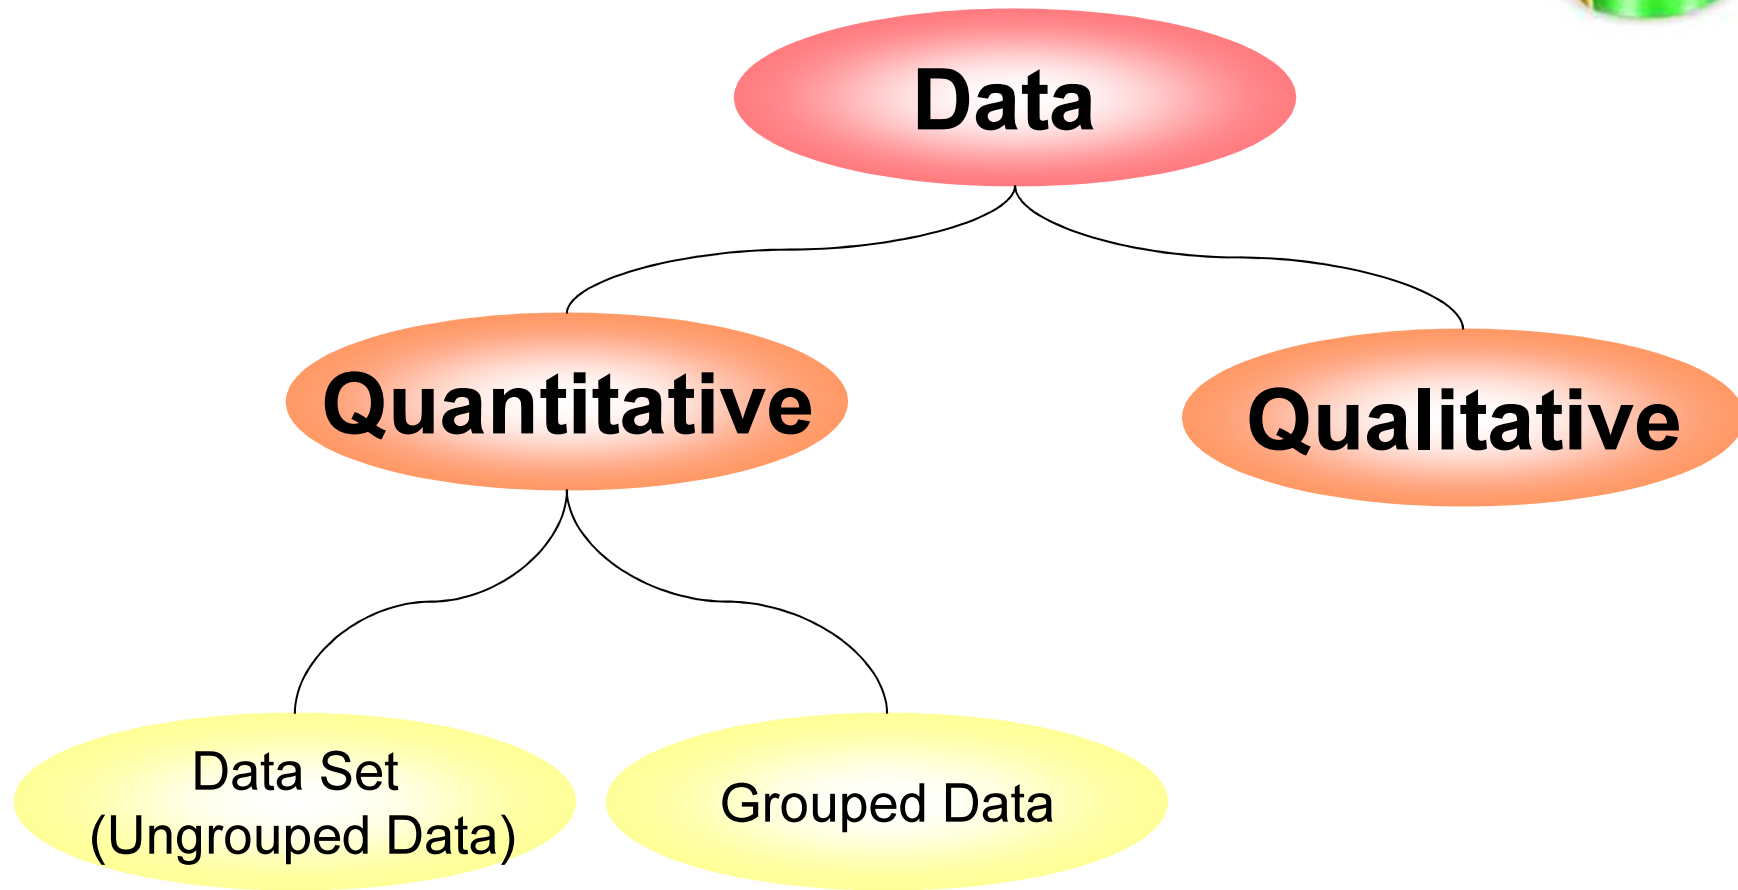 Data
Quantitative
Qualitative
Data Set
(Ungrouped Data)
Grouped Data